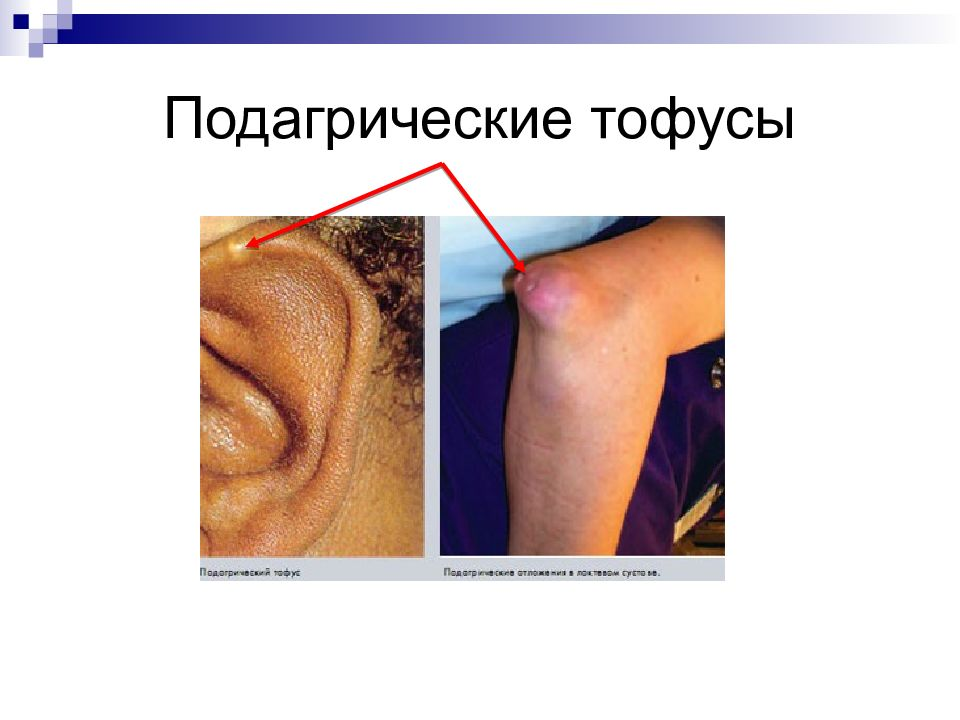 Подагрические тофусы
Подагрический тофус
Подагрические отложения в локтевом суставе.